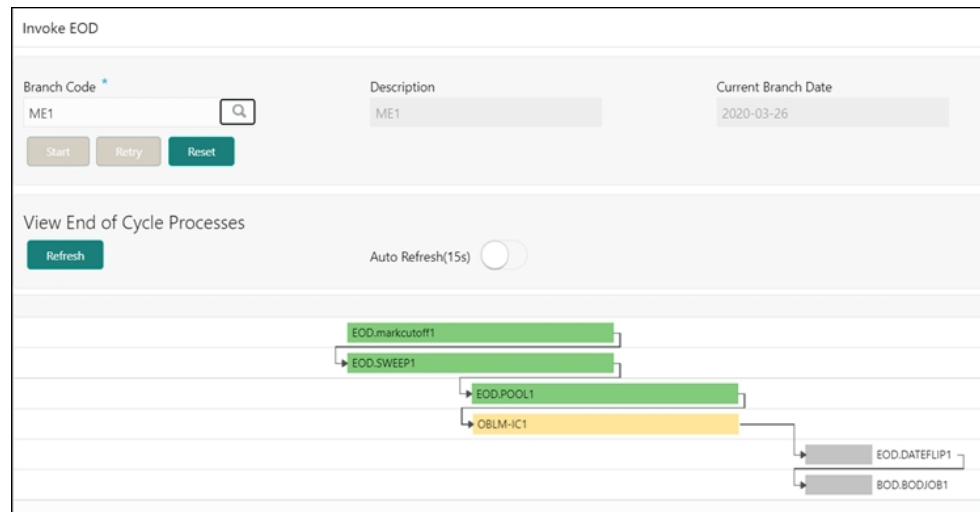 Invoke EOD
Branch Code *
Description
Current Branch Date
ME1
ME1
2020-03-26
Start
Retry
Reset
View End of Cycle Processes
Refresh
Auto Refresh(15s)
EOD.markcutoff1
EOD.SWEEP1
EOD.POOL1
OBLM-IC1
EOD.DATEFLIP1
BOD.BODJOB1